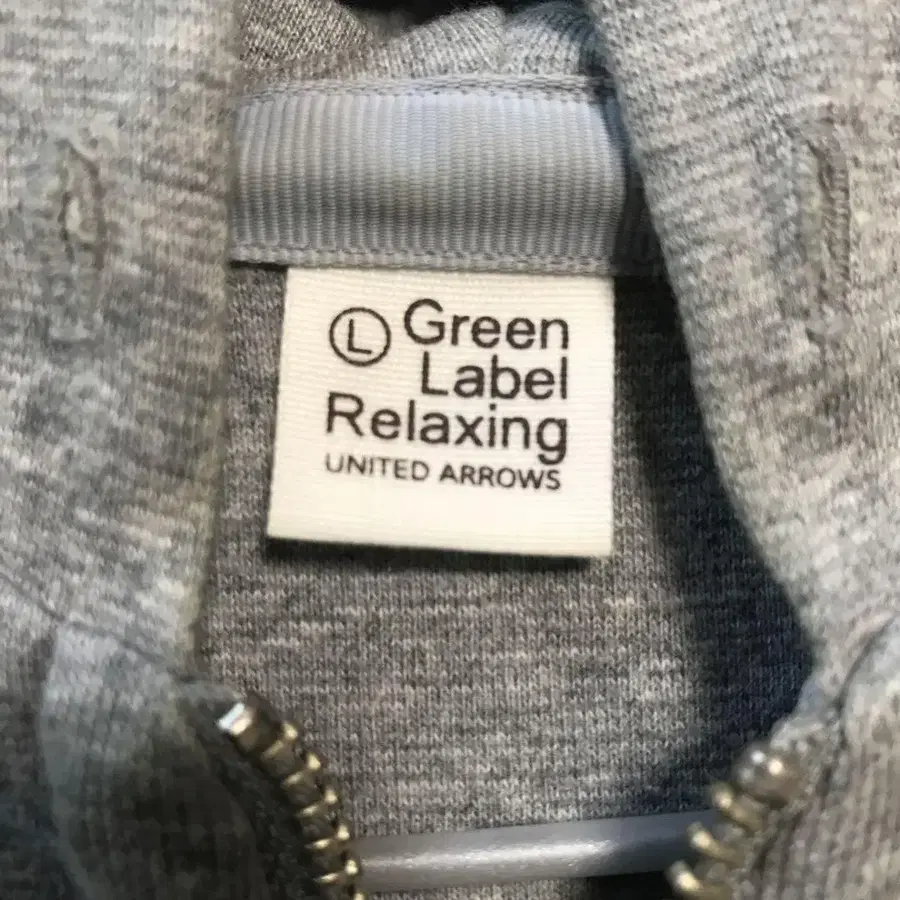 Ⓛ Green
Label
Relaxing
UNITED ARROWS